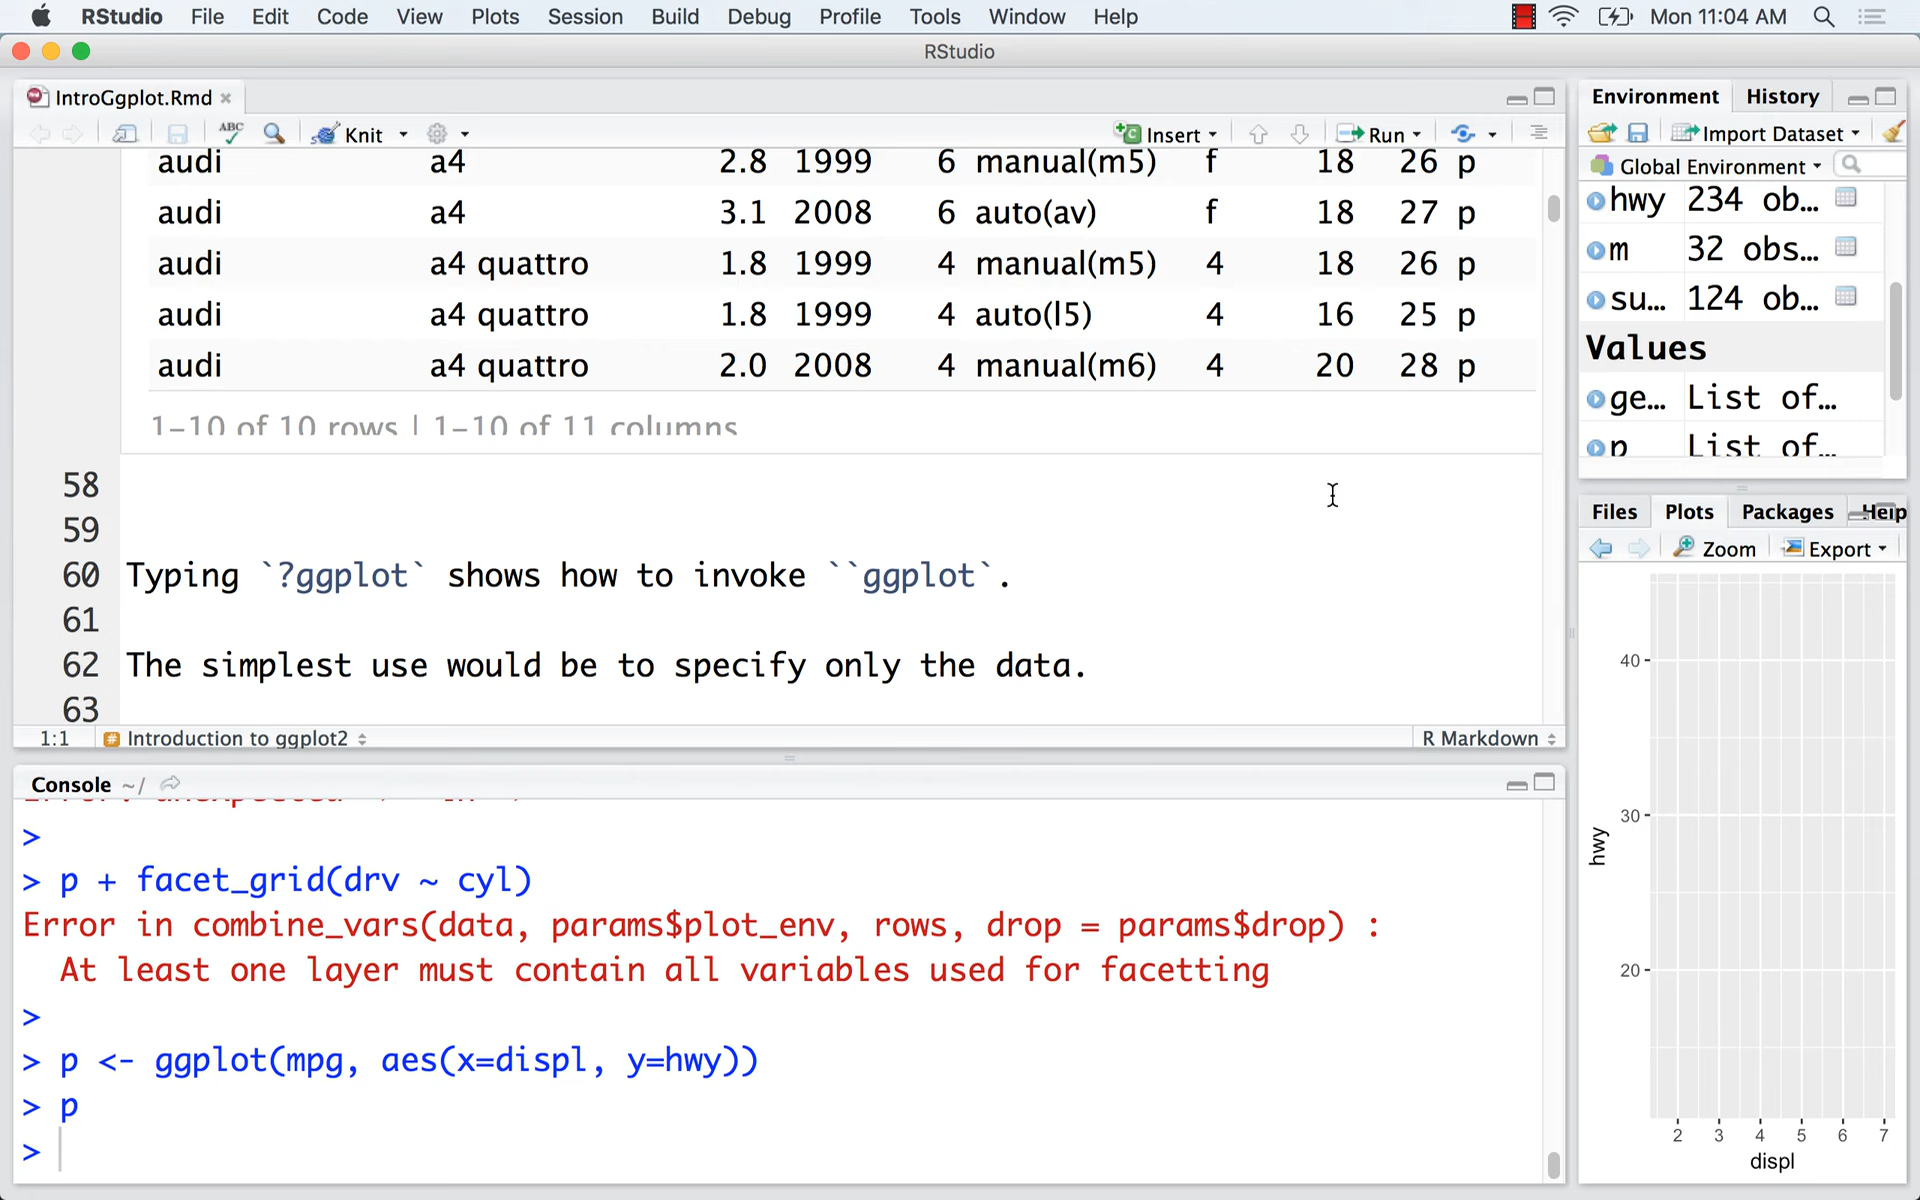 RStudio File Edit Code View Plots Session Build Debug Profile Tools Window Help Mon 11:04 AM
RStudio
IntroGgplot.Rmd
ABC Knit Insert Run
audi a4 2.8 1999 6 manual(m5) f 18 26 p
audi a4 3.1 2008 6 auto(av) f 18 27 p
audi a4 quattro 1.8 1999 4 manual(m5) 4 18 26 p
audi a4 quattro 1.8 1999 4 auto(l5) 4 16 25 p
audi a4 quattro 2.0 2008 4 manual(m6) 4 20 28 p
1–10 of 10 rows | 1–10 of 11 columns
58
59
60 Typing `?ggplot` shows how to invoke ``ggplot`.
61
62 The simplest use would be to specify only the data.
63
1:1 # Introduction to ggplot2 R Markdown
Console ~/
>
> p + facet_grid(drv ~ cyl)
Error in combine_vars(data, params$plot_env, rows, drop = params$drop) :
At least one layer must contain all variables used for facetting
>
> p <- ggplot(mpg, aes(x=displ, y=hwy))
> p
>
Environment History
Import Dataset
Global Environment
hwy 234 ob…
m 32 obs…
su… 124 ob…
Values
ge… List of…
p List of…
Files Plots Packages Help
Zoom Export
40
30
20
hwy
2 3 4 5 6 7
displ